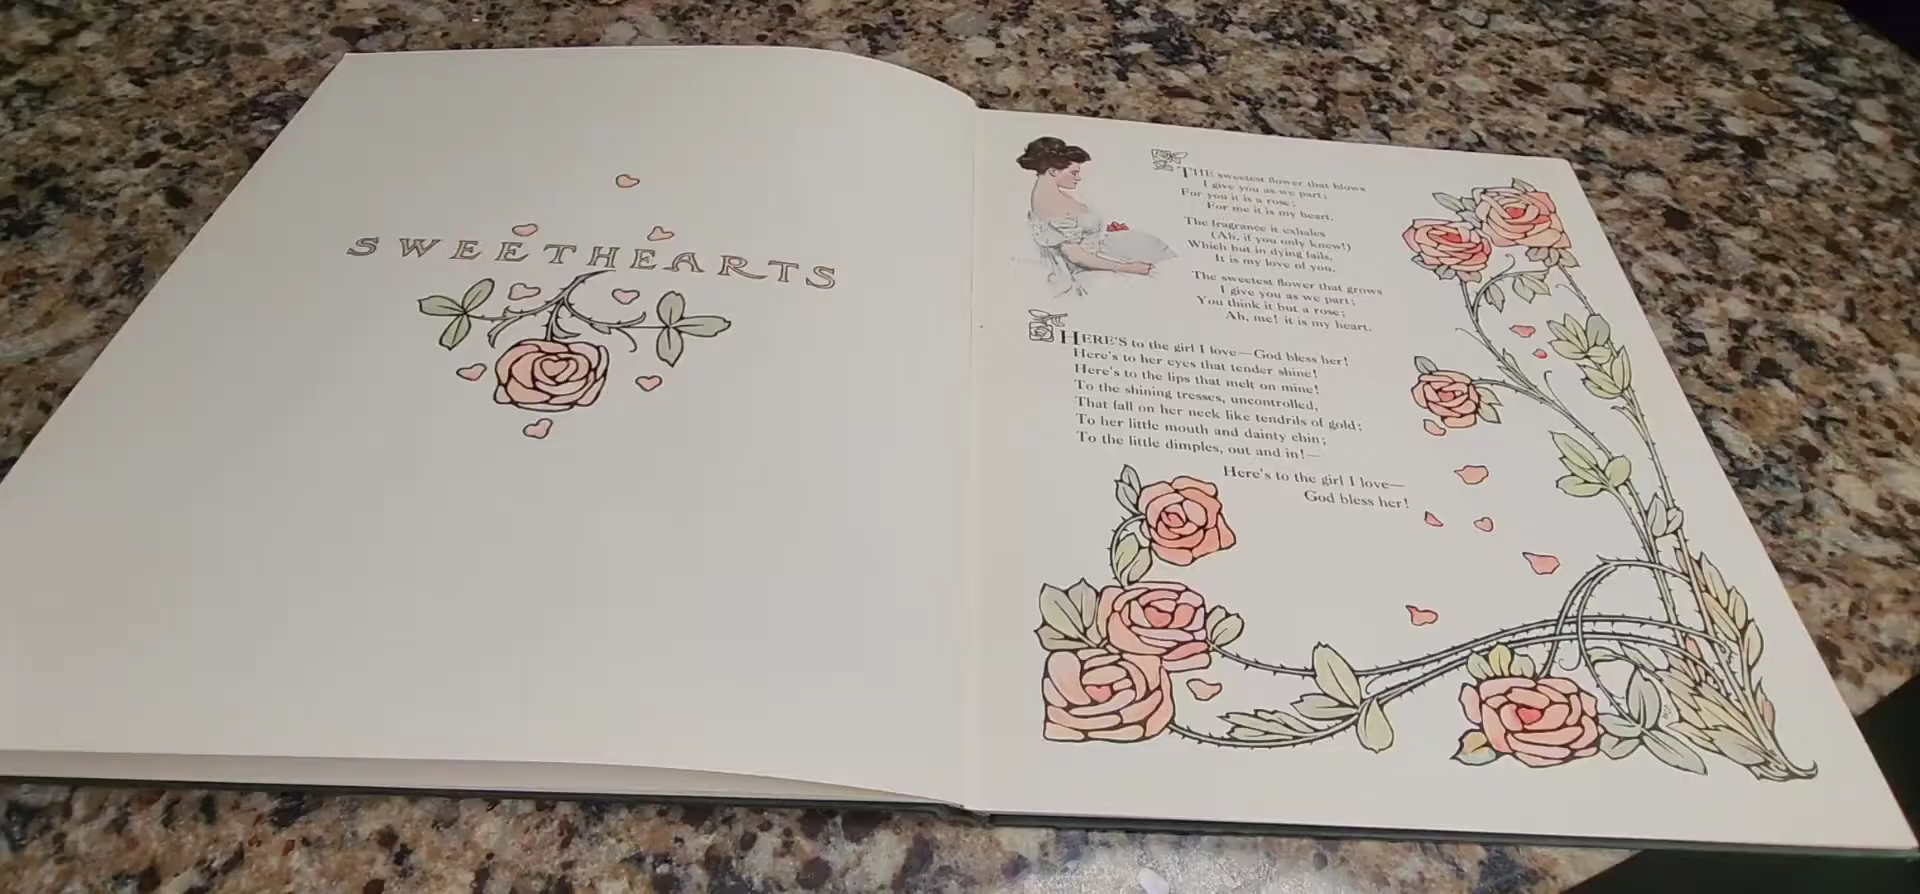 SWEETHEARTS
THE sweetest flower that blows
I give you as we part;
For you it is a rose;
For me it is my heart.
The fragrance it exhales
(Ah, if you only knew!)
Which but in dying fails,
It is my love of you.
The sweetest flower that grows
I give you as we part;
You think it but a rose;
Ah, me! it is my heart.
HERE'S to the girl I love—God bless her!
Here's to her eyes that tender shine!
Here's to the lips that melt on mine!
To the shining tresses, uncontrolled,
That fall on her neck like tendrils of gold;
To her little mouth and dainty chin;
To the little dimples, out and in!—
Here's to the girl I love—
God bless her!